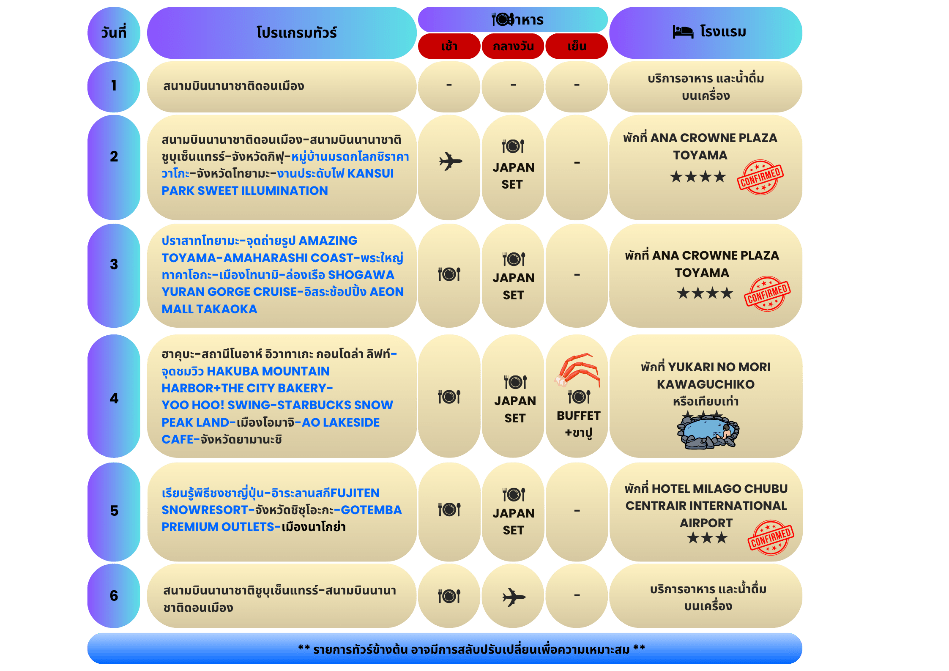 วันที่
โปรแกรมทัวร์
อาหาร
เช้า
กลางวัน
เย็น
โรงแรม
1
สนามบินนานาชาติดอนเมือง
-
-
-
บริการอาหาร และน้ำดื่ม
บนเครื่อง
2
สนามบินนานาชาติดอนเมือง-สนามบินนานาชาติ
ชูบุเซ็นแทรร์-จังหวัดกิฟุ-หมู่บ้านมรดกโลกชิราคา
วาโกะ-จังหวัดโทยามะ-งานประดับไฟ KANSUI
PARK SWEET ILLUMINATION
JAPAN
SET
-
พักที่ ANA CROWNE PLAZA
TOYAMA
★★★★
CONFIRMED
3
ปราสาทโทยามะ-จุดถ่ายรูป AMAZING
TOYAMA-AMAHARASHI COAST-พระใหญ่
ทาคาโอกะ-เมืองโทนามิ-ล่องเรือ SHOGAWA
YURAN GORGE CRUISE-อิสระช้อปปิ้ง AEON
MALL TAKAOKA
JAPAN
SET
-
พักที่ ANA CROWNE PLAZA
TOYAMA
★★★★
CONFIRMED
4
ฮาคุบะ-สถานีโนอาห์ อิวาทาเกะ กอนโดล่า ลิฟท์-
จุดชมวิว HAKUBA MOUNTAIN
HARBOR+THE CITY BAKERY-
YOO HOO! SWING-STARBUCKS SNOW
PEAK LAND-เมืองโอมาจิ-AO LAKESIDE
CAFE-จังหวัดยามานะชิ
JAPAN
SET
BUFFET
+ขาปู
พักที่ YUKARI NO MORI
KAWAGUCHIKO
หรือเทียบเท่า
★★★
5
เรียนรู้พิธีชงชาญี่ปุ่น-อิาระลานสกีFUJITEN
SNOWRESORT-จังหวัดชิซุโอะกะ-GOTEMBA
PREMIUM OUTLETS-เมืองนาโกย่า
JAPAN
SET
-
พักที่ HOTEL MILAGO CHUBU
CENTRAIR INTERNATIONAL
AIRPORT
★★★
CONFIRMED
6
สนามบินนานาชาติชูบุเซ็นแทรร์-สนามบินนานา
ชาติดอนเมือง
-
บริการอาหาร และน้ำดื่ม
บนเครื่อง
** รายการทัวร์ข้างต้น อาจมีการสลับปรับเปลี่ยนเพื่อความเหมาะสม **